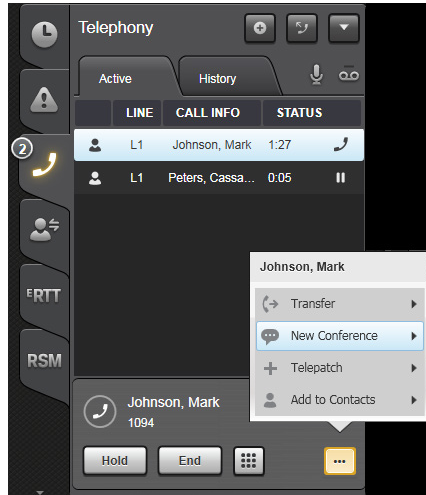 Telephony
Active History
LINE CALL INFO STATUS
2
L1 Johnson, Mark 1:27
L1 Peters, Cassa... 0:05
ERTT
RSM
Johnson, Mark
Transfer
New Conference
Telepatch
Add to Contacts
Johnson, Mark
1094
Hold End ...